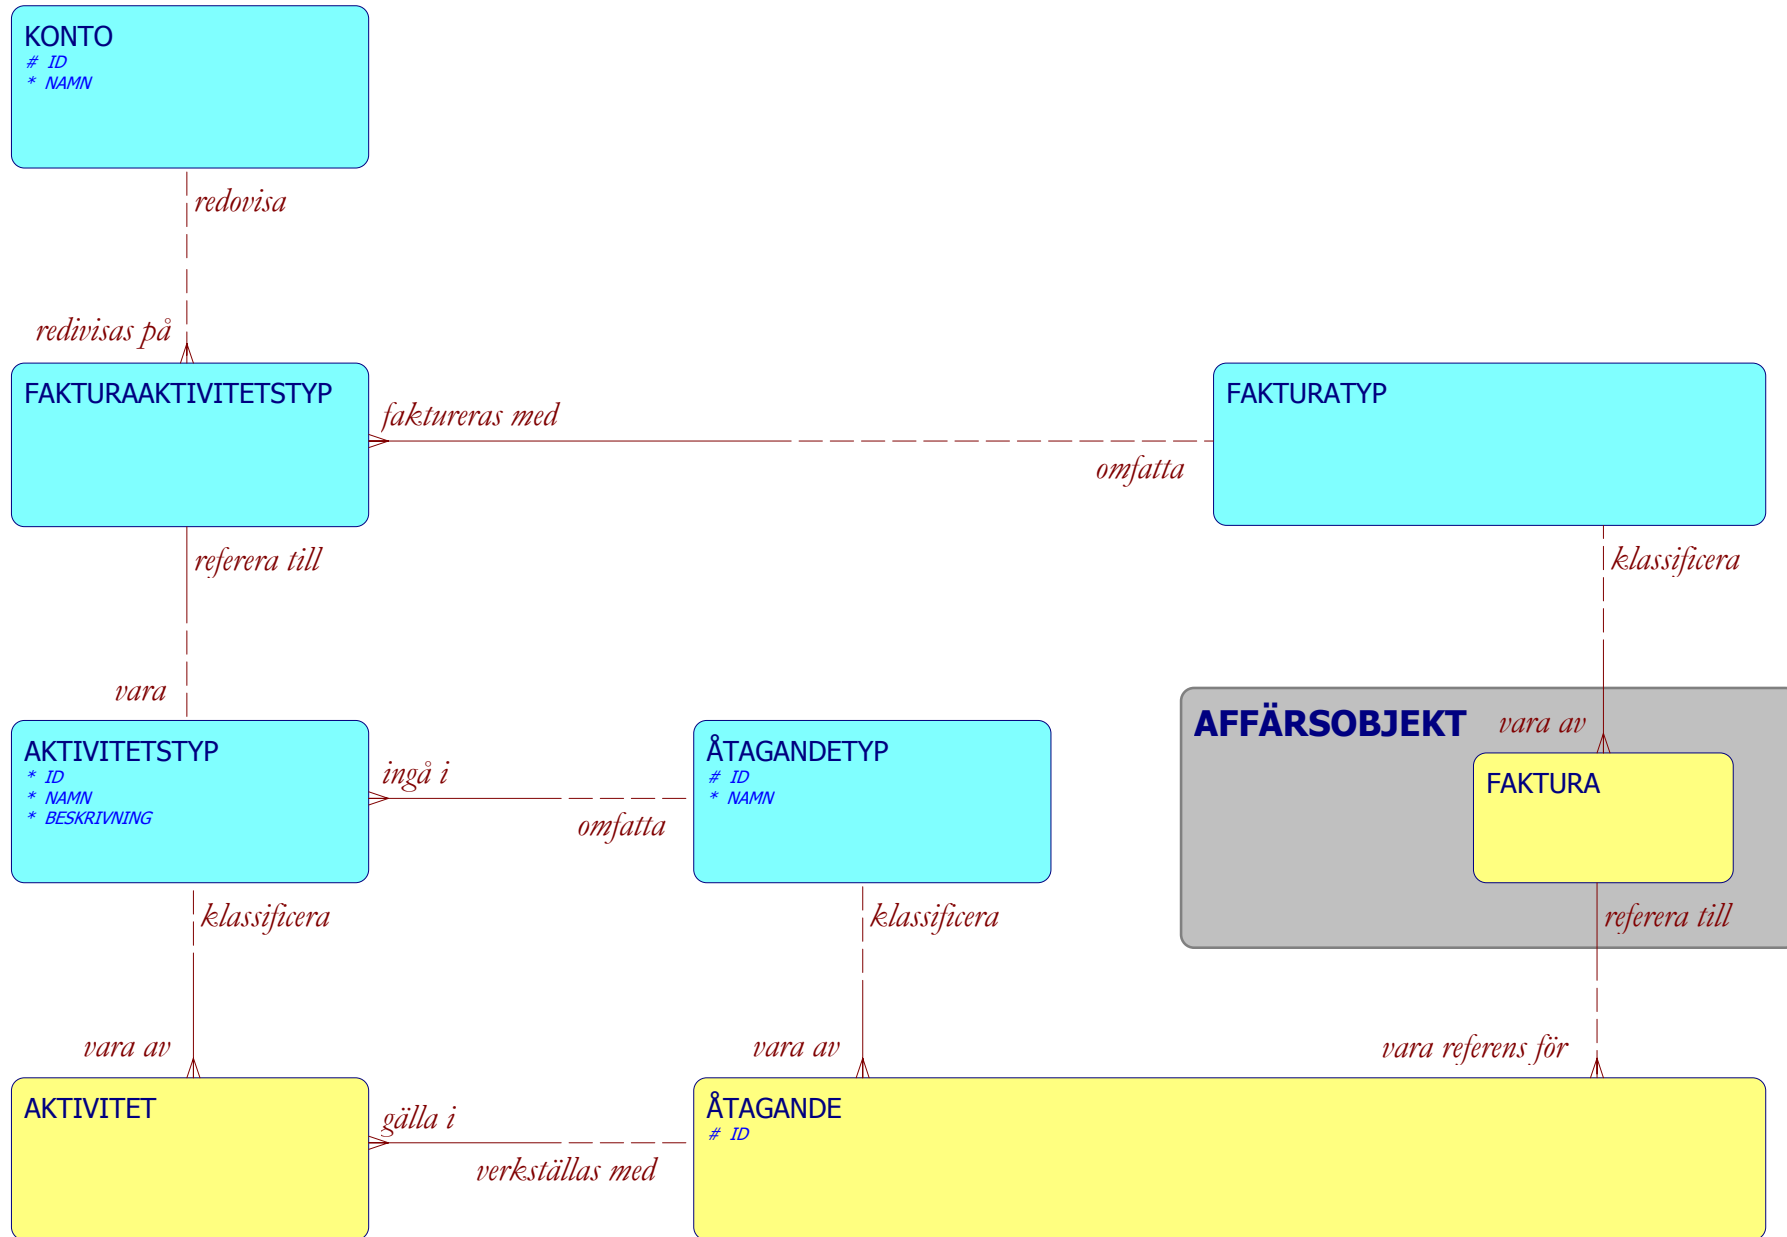 KONTO
# ID
* NAMN
redovisa
redivisas på
FAKTURAAKTIVITETSTYP
faktureras med
omfatta
FAKTURATYP
referera till
vara
klassificera
AFFÄRSOBJEKT
vara av
FAKTURA
referera till
AKTIVITETSTYP
* ID
* NAMN
* BESKRIVNING
ingå i
omfatta
ÅTAGANDETYP
# ID
* NAMN
klassificera
vara av
klassificera
vara av
vara referens för
AKTIVITET
gälla i
verkställas med
ÅTAGANDE
# ID